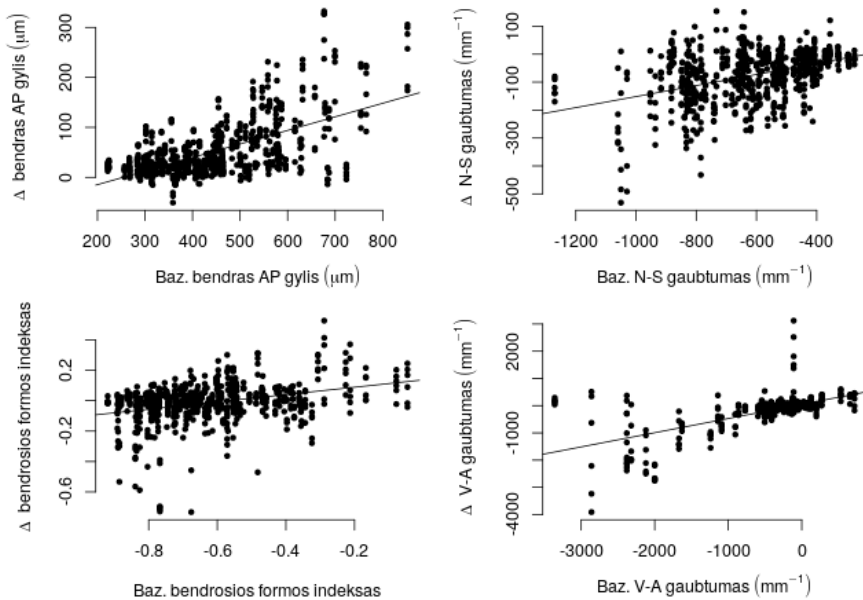 Δ bendras AP gylis (μm)
300
200
100
0
200 300 400 500 600 700 800
Baz. bendras AP gylis (μm)
Δ N-S gaubtumas (mm⁻¹)
100
-100
-300
-500
-1200 -1000 -800 -600 -400
Baz. N-S gaubtumas (mm⁻¹)
Δ bendrosios formos indeksas
0.2
-0.2
-0.6
-0.8 -0.6 -0.4 -0.2
Baz. bendrosios formos indeksas
Δ V-A gaubtumas (mm⁻¹)
2000
-1000
-4000
-3000 -2000 -1000 0
Baz. V-A gaubtumas (mm⁻¹)